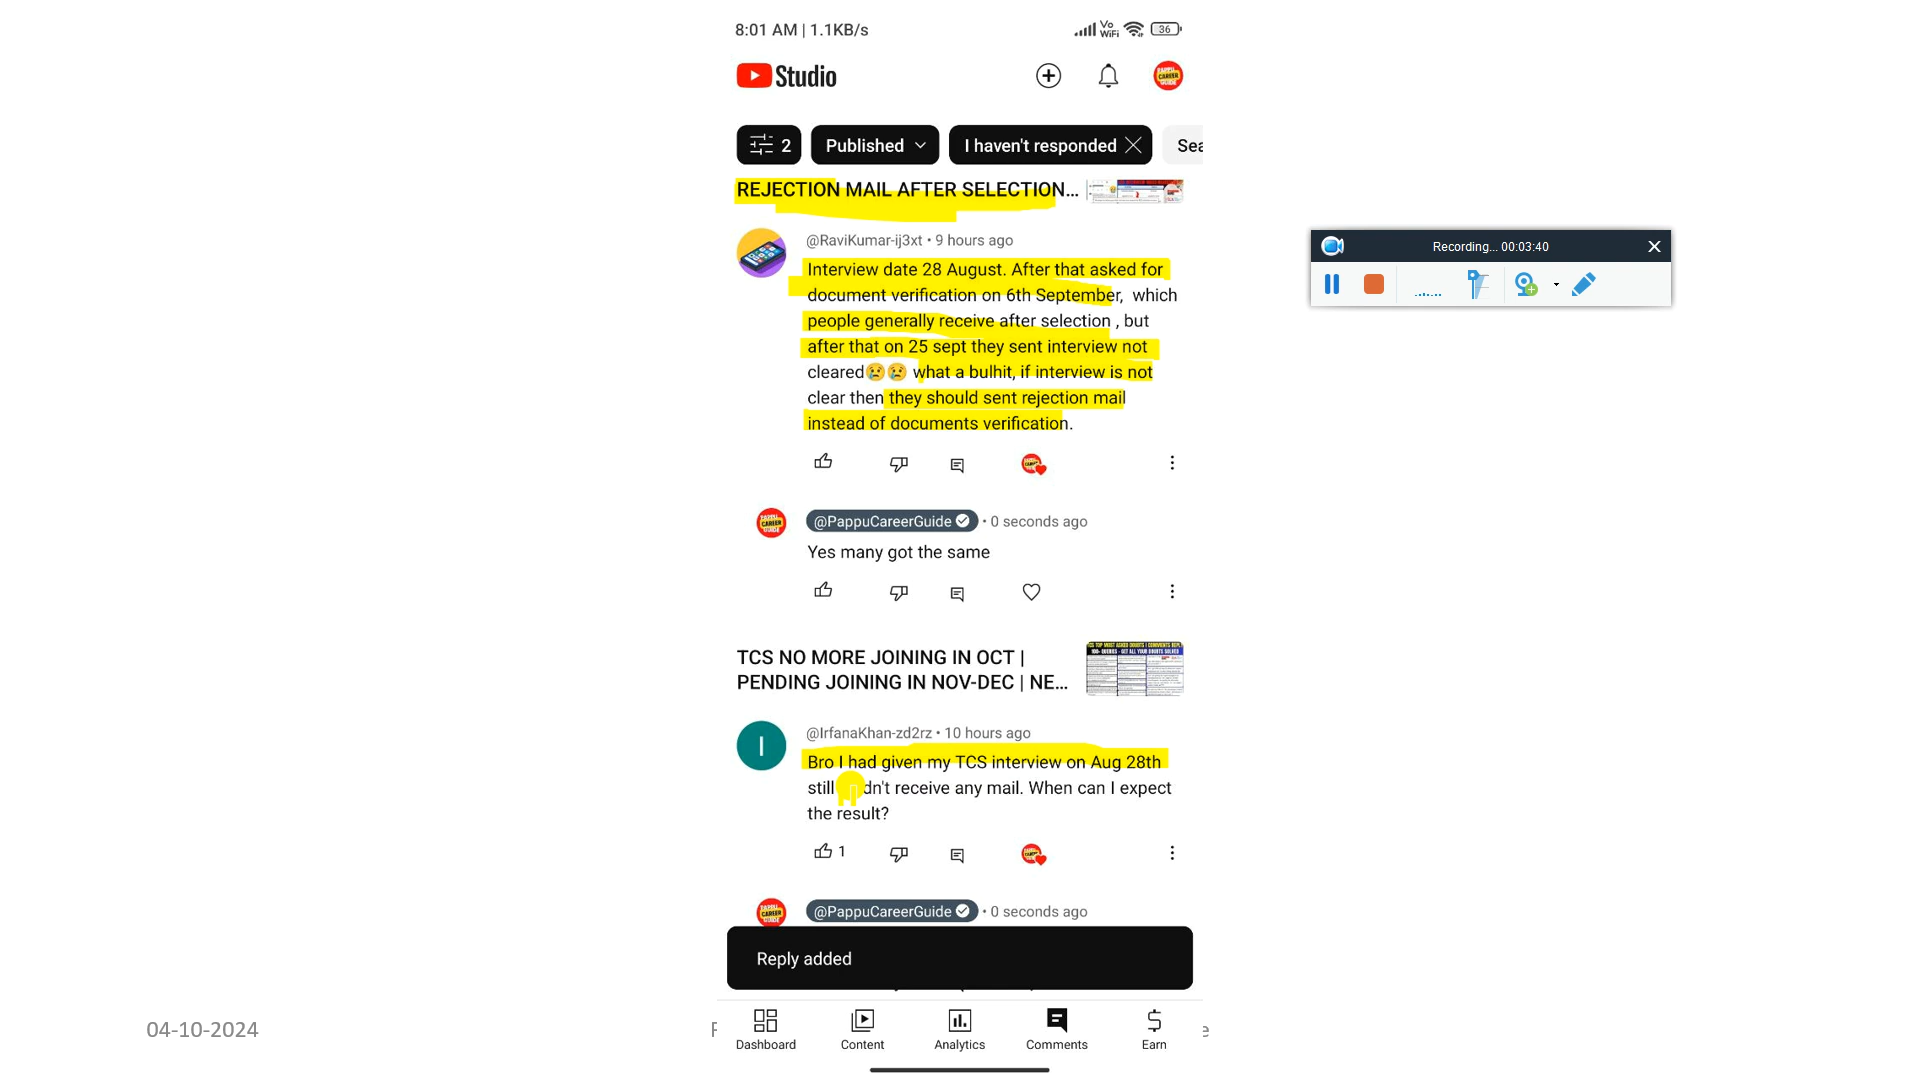 8:01 AM | 1.1KB/s
Vo
WiFi
36
Studio
2
Published
I haven't responded
Sea
REJECTION MAIL AFTER SELECTION...
@RaviKumar-ij3xt • 9 hours ago
Interview date 28 August. After that asked for
document verification on 6th September, which
people generally receive after selection , but
after that on 25 sept they sent interview not
cleared😢😢 what a bulhit, if interview is not
clear then they should sent rejection mail
instead of documents verification.
@PappuCareerGuide • 0 seconds ago
Yes many got the same
TCS NO MORE JOINING IN OCT |
PENDING JOINING IN NOV-DEC | NE...
@IrfanaKhan-zd2rz • 10 hours ago
Bro I had given my TCS interview on Aug 28th
still dn't receive any mail. When can I expect
the result?
1
@PappuCareerGuide • 0 seconds ago
Reply added
Dashboard
Content
Analytics
Comments
Earn
04-10-2024
Recording... 00:03:40